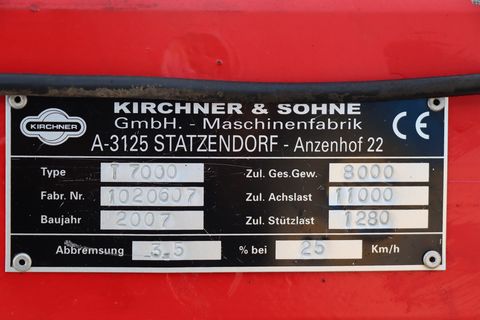 KIRCHNER & SÖHNE
KIRCHNER
GmbH. - Maschinenfabrik
A-3125 STATZENDORF - Anzenhof 22
CE
Type T 7000 Zul. Ges.Gew. 8000
Fabr. Nr. 1020607 Zul. Achslast 11000
Baujahr 2007 Zul. Stützlast 1280
Abbremsung 3.5 % bei 25 Km/h